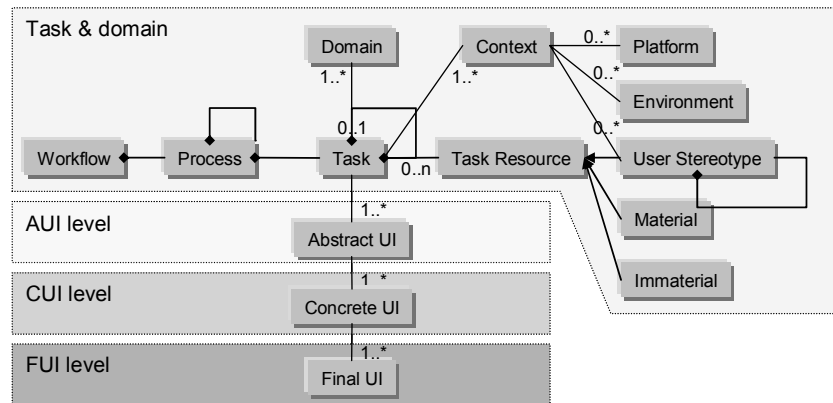 Task & domain
Domain
Context
0..*
Platform
1..*
1..*
0..*
Environment
0..1
0..*
Workflow
Process
Task
0..n
Task Resource
User Stereotype
AUI level
1..*
Abstract UI
Material
CUI level
1..*
Concrete UI
Immaterial
FUI level
1..*
Final UI